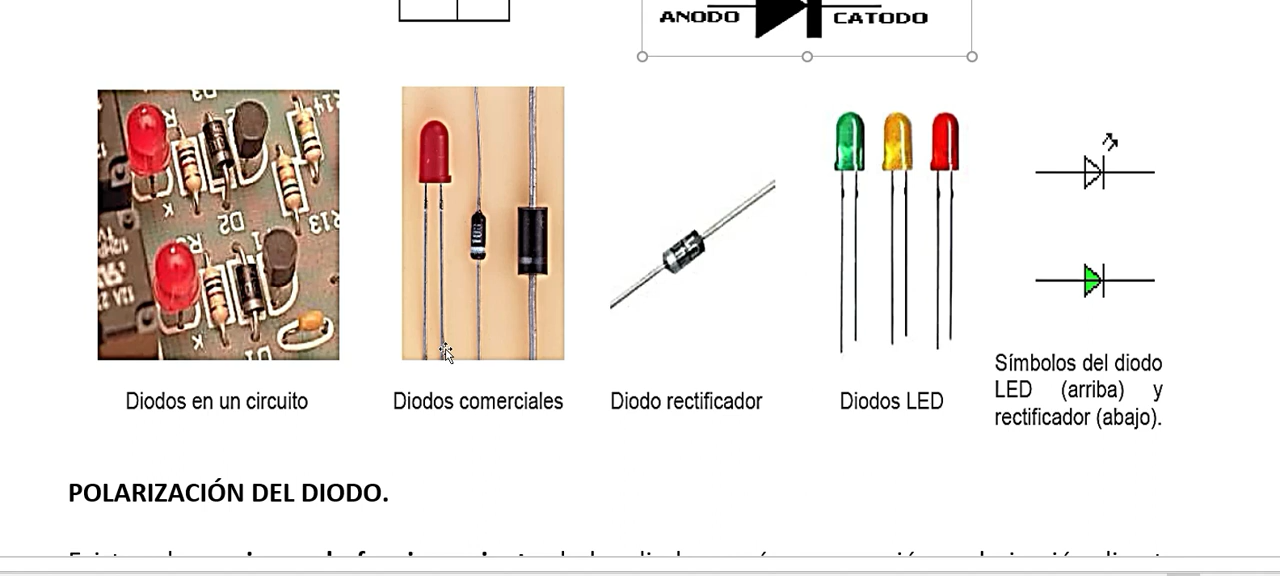 ANODO CATODO
Diodos en un circuito
Diodos comerciales
Diodo rectificador
Diodos LED
Símbolos del diodo
LED (arriba) y
rectificador (abajo).
POLARIZACIÓN DEL DIODO.